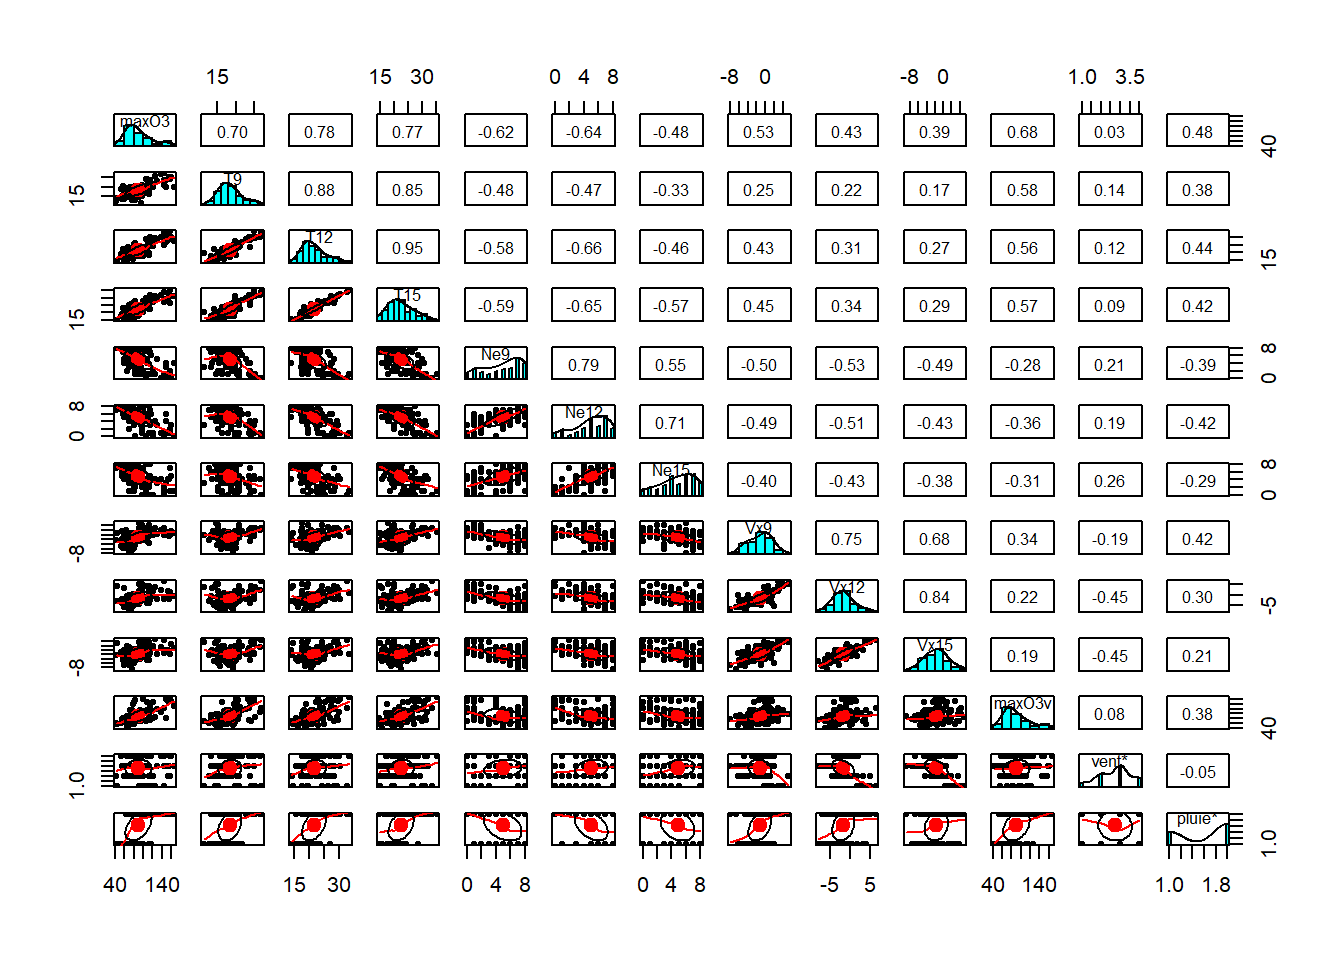 15 15 30 0 4 8 -8 0 -8 0 1.0 3.5
maxO3 0.70 0.78 0.77 -0.62 -0.64 -0.48 0.53 0.43 0.39 0.68 0.03 0.48 40
15 T9 0.88 0.85 -0.48 -0.47 -0.33 0.25 0.22 0.17 0.58 0.14 0.38
T12 0.95 -0.58 -0.66 -0.46 0.43 0.31 0.27 0.56 0.12 0.44 15
15 T15 -0.59 -0.65 -0.57 0.45 0.34 0.29 0.57 0.09 0.42
Ne9 0.79 0.55 -0.50 -0.53 -0.49 -0.28 0.21 -0.39 0 8
0 8 Ne12 0.71 -0.49 -0.51 -0.43 -0.36 0.19 -0.42
Ne15 -0.40 -0.43 -0.38 -0.31 0.26 -0.29 0 8
-8 Vx9 0.75 0.68 0.34 -0.19 0.42
Vx12 0.84 0.22 -0.45 0.30 -5
-8 Vx15 0.19 -0.45 0.21
maxO3v 0.08 0.38 40
1.0 vent* -0.05
pluie* 1.0
40 140 15 30 0 4 8 0 4 8 -5 5 40 140 1.0 1.8